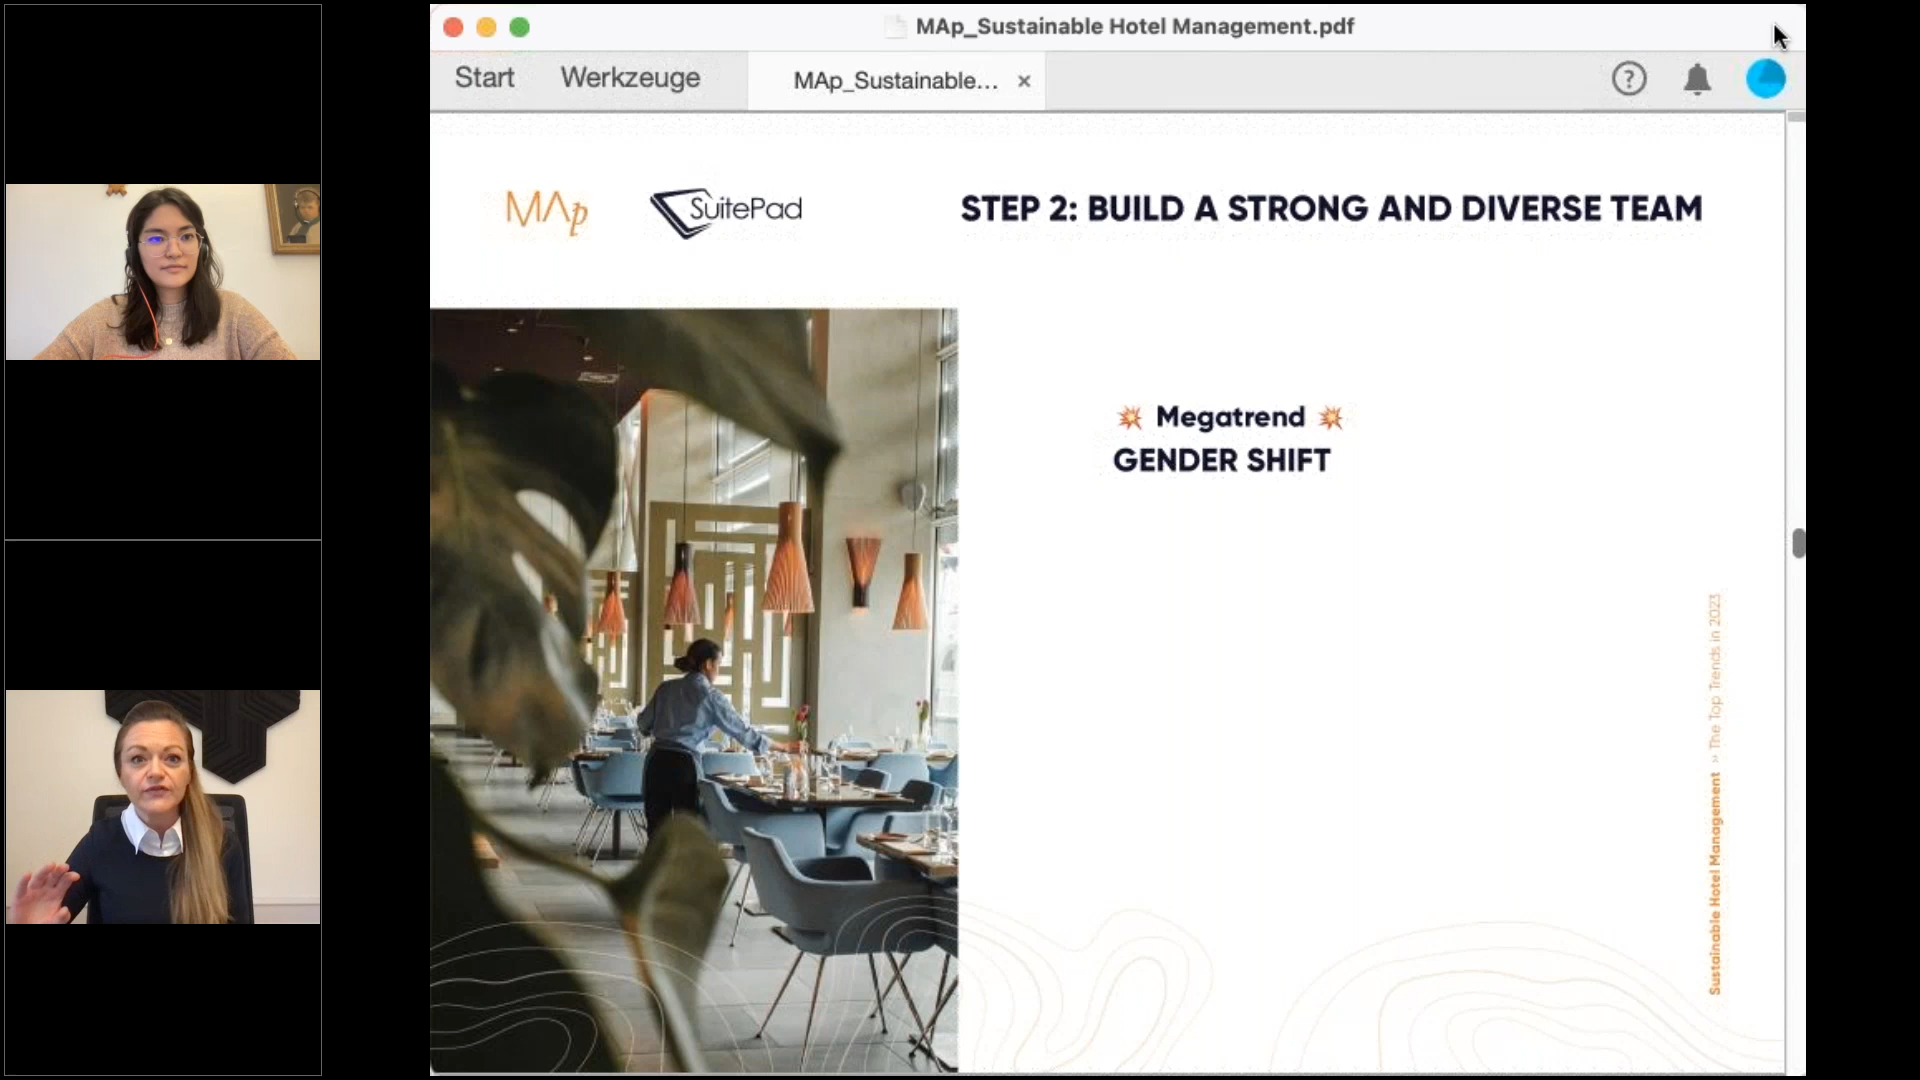 MAp_Sustainable Hotel Management.pdf
Start
Werkzeuge
MAp_Sustainable... ×
?
MAp
SuitePad
STEP 2: BUILD A STRONG AND DIVERSE TEAM
💥 Megatrend 💥
GENDER SHIFT
Sustainable Hotel Management » The Top Trends in 2023